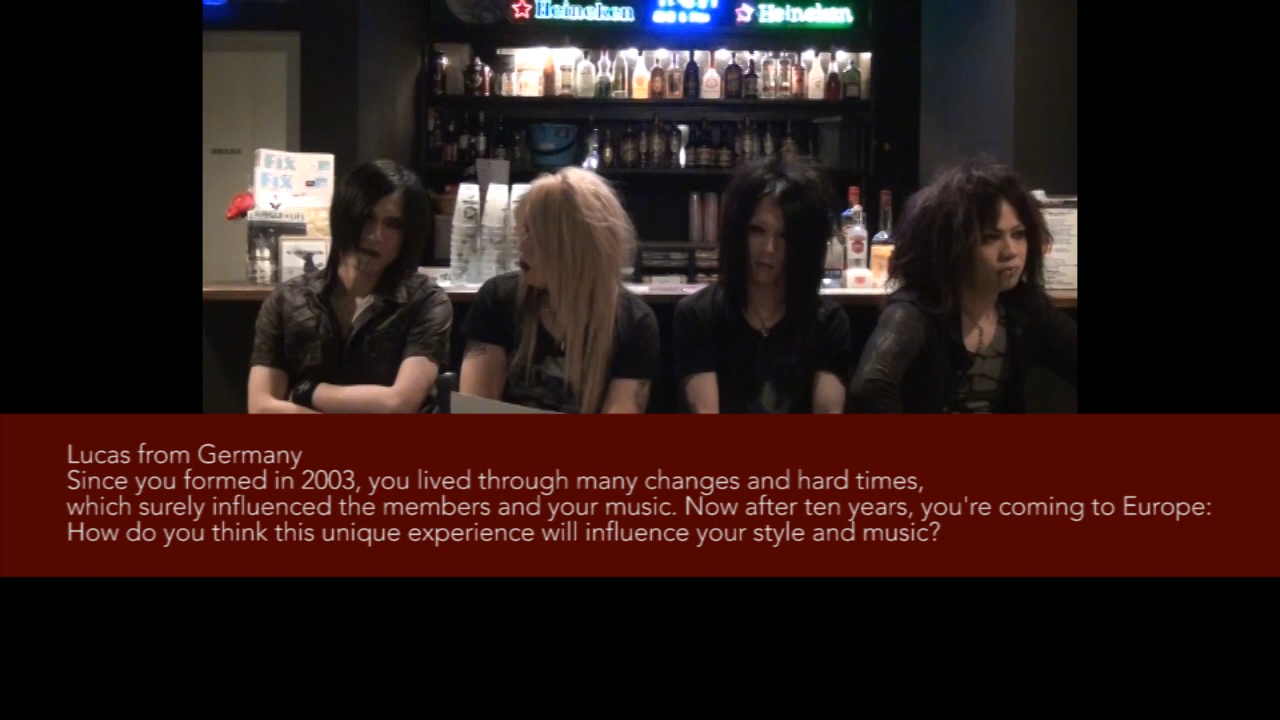 Heineken
Heineken
Fix
Fix
Lucas from Germany
Since you formed in 2003, you lived through many changes and hard times,
which surely influenced the members and your music. Now after ten years, you're coming to Europe:
How do you think this unique experience will influence your style and music?